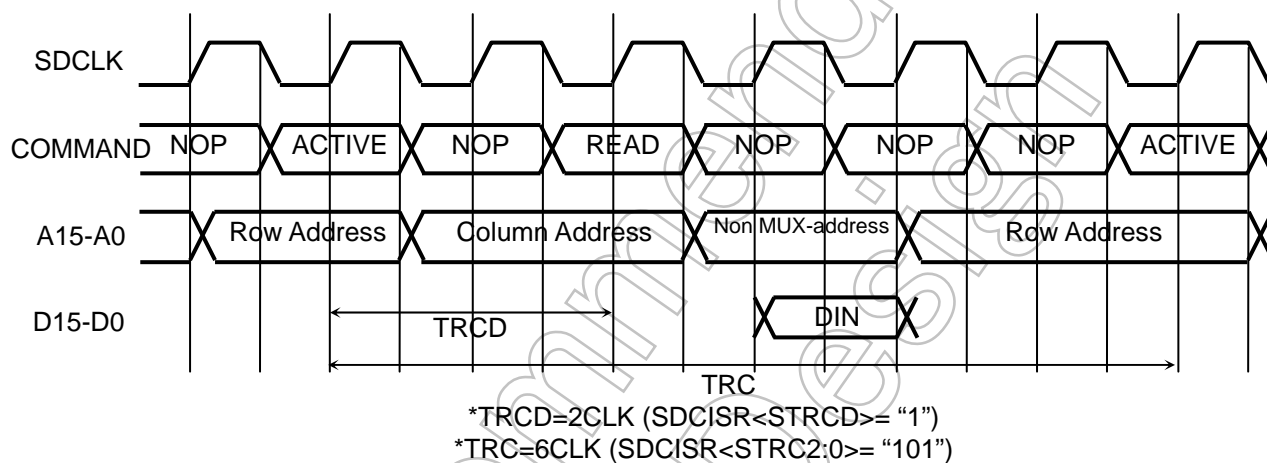 SDCLK
COMMAND NOP ACTIVE NOP READ NOP NOP NOP ACTIVE
A15-A0 Row Address Column Address Non MUX-address Row Address
D15-D0 TRCD DIN
TRC
*TRCD=2CLK (SDCISR<STRCD>= “1”)
*TRC=6CLK (SDCISR<STRC2:0>= “101”)